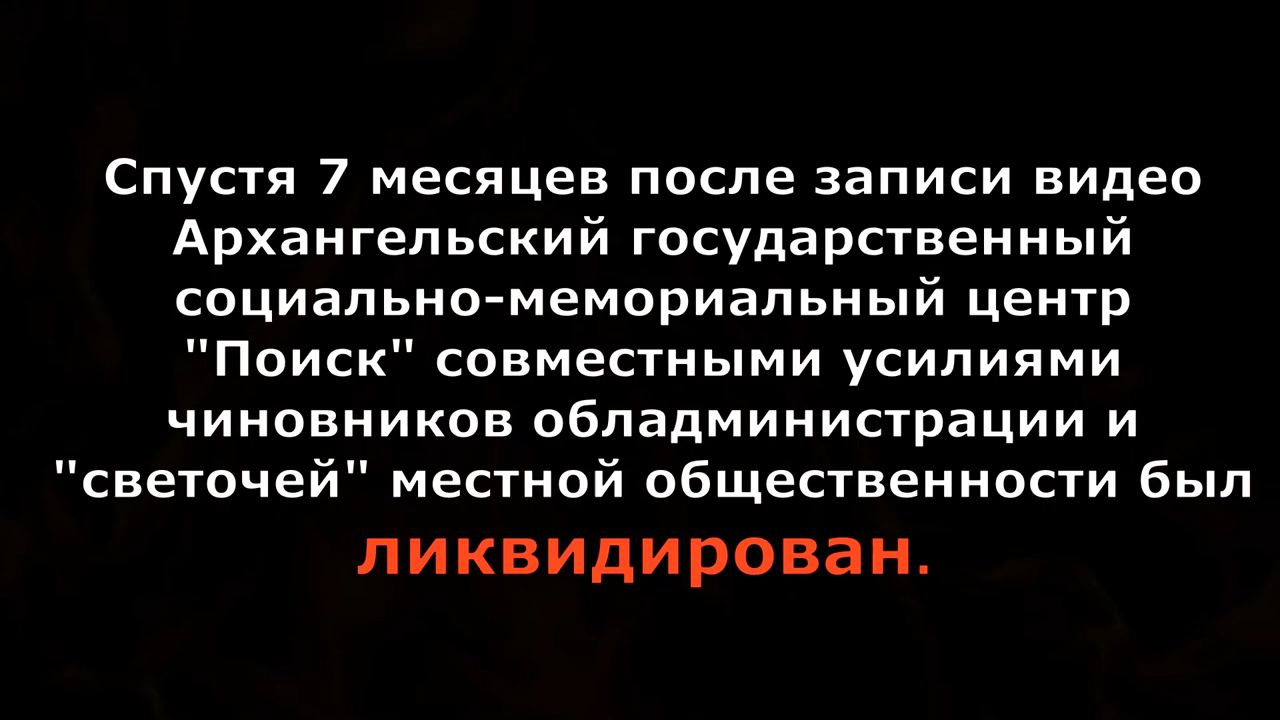 Спустя 7 месяцев после записи видео
Архангельский государственный
социально-мемориальный центр
"Поиск" совместными усилиями
чиновников обладминистрации и
"светочей" местной общественности был
ликвидирован.